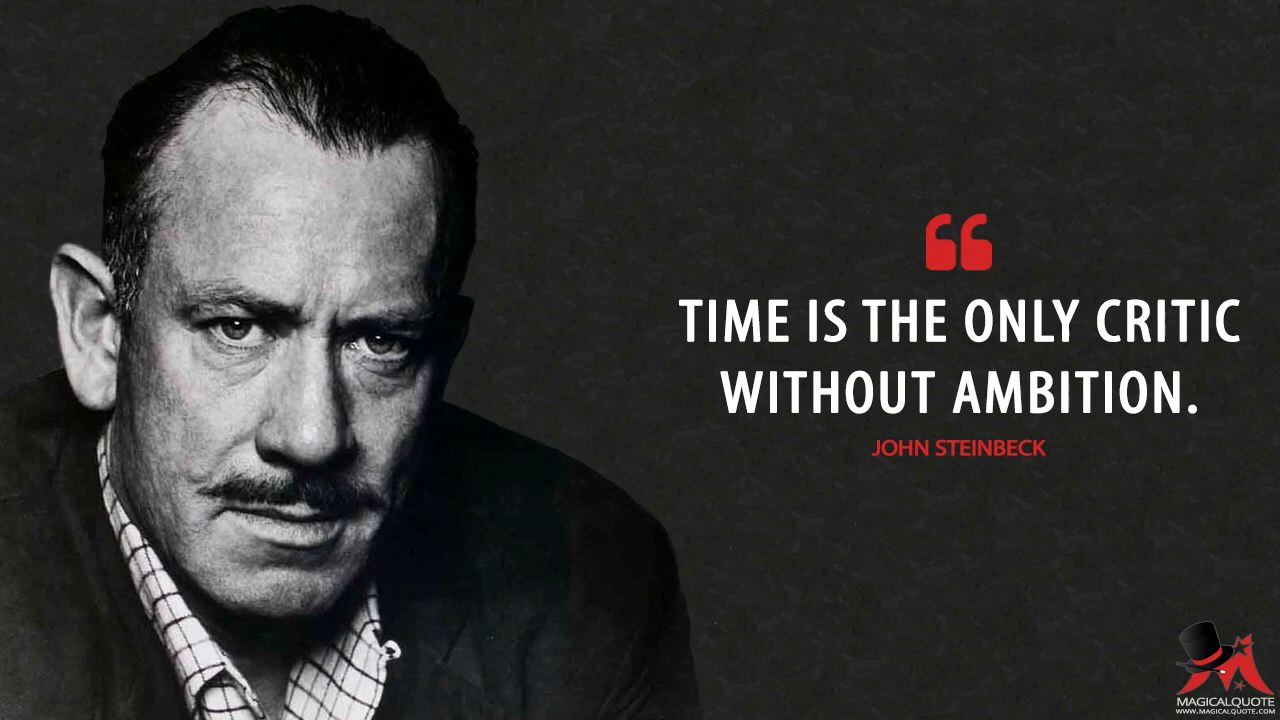 ❝
TIME IS THE ONLY CRITIC
WITHOUT AMBITION.
JOHN STEINBECK
MAGICALQUOTE
WWW.MAGICALQUOTE.COM